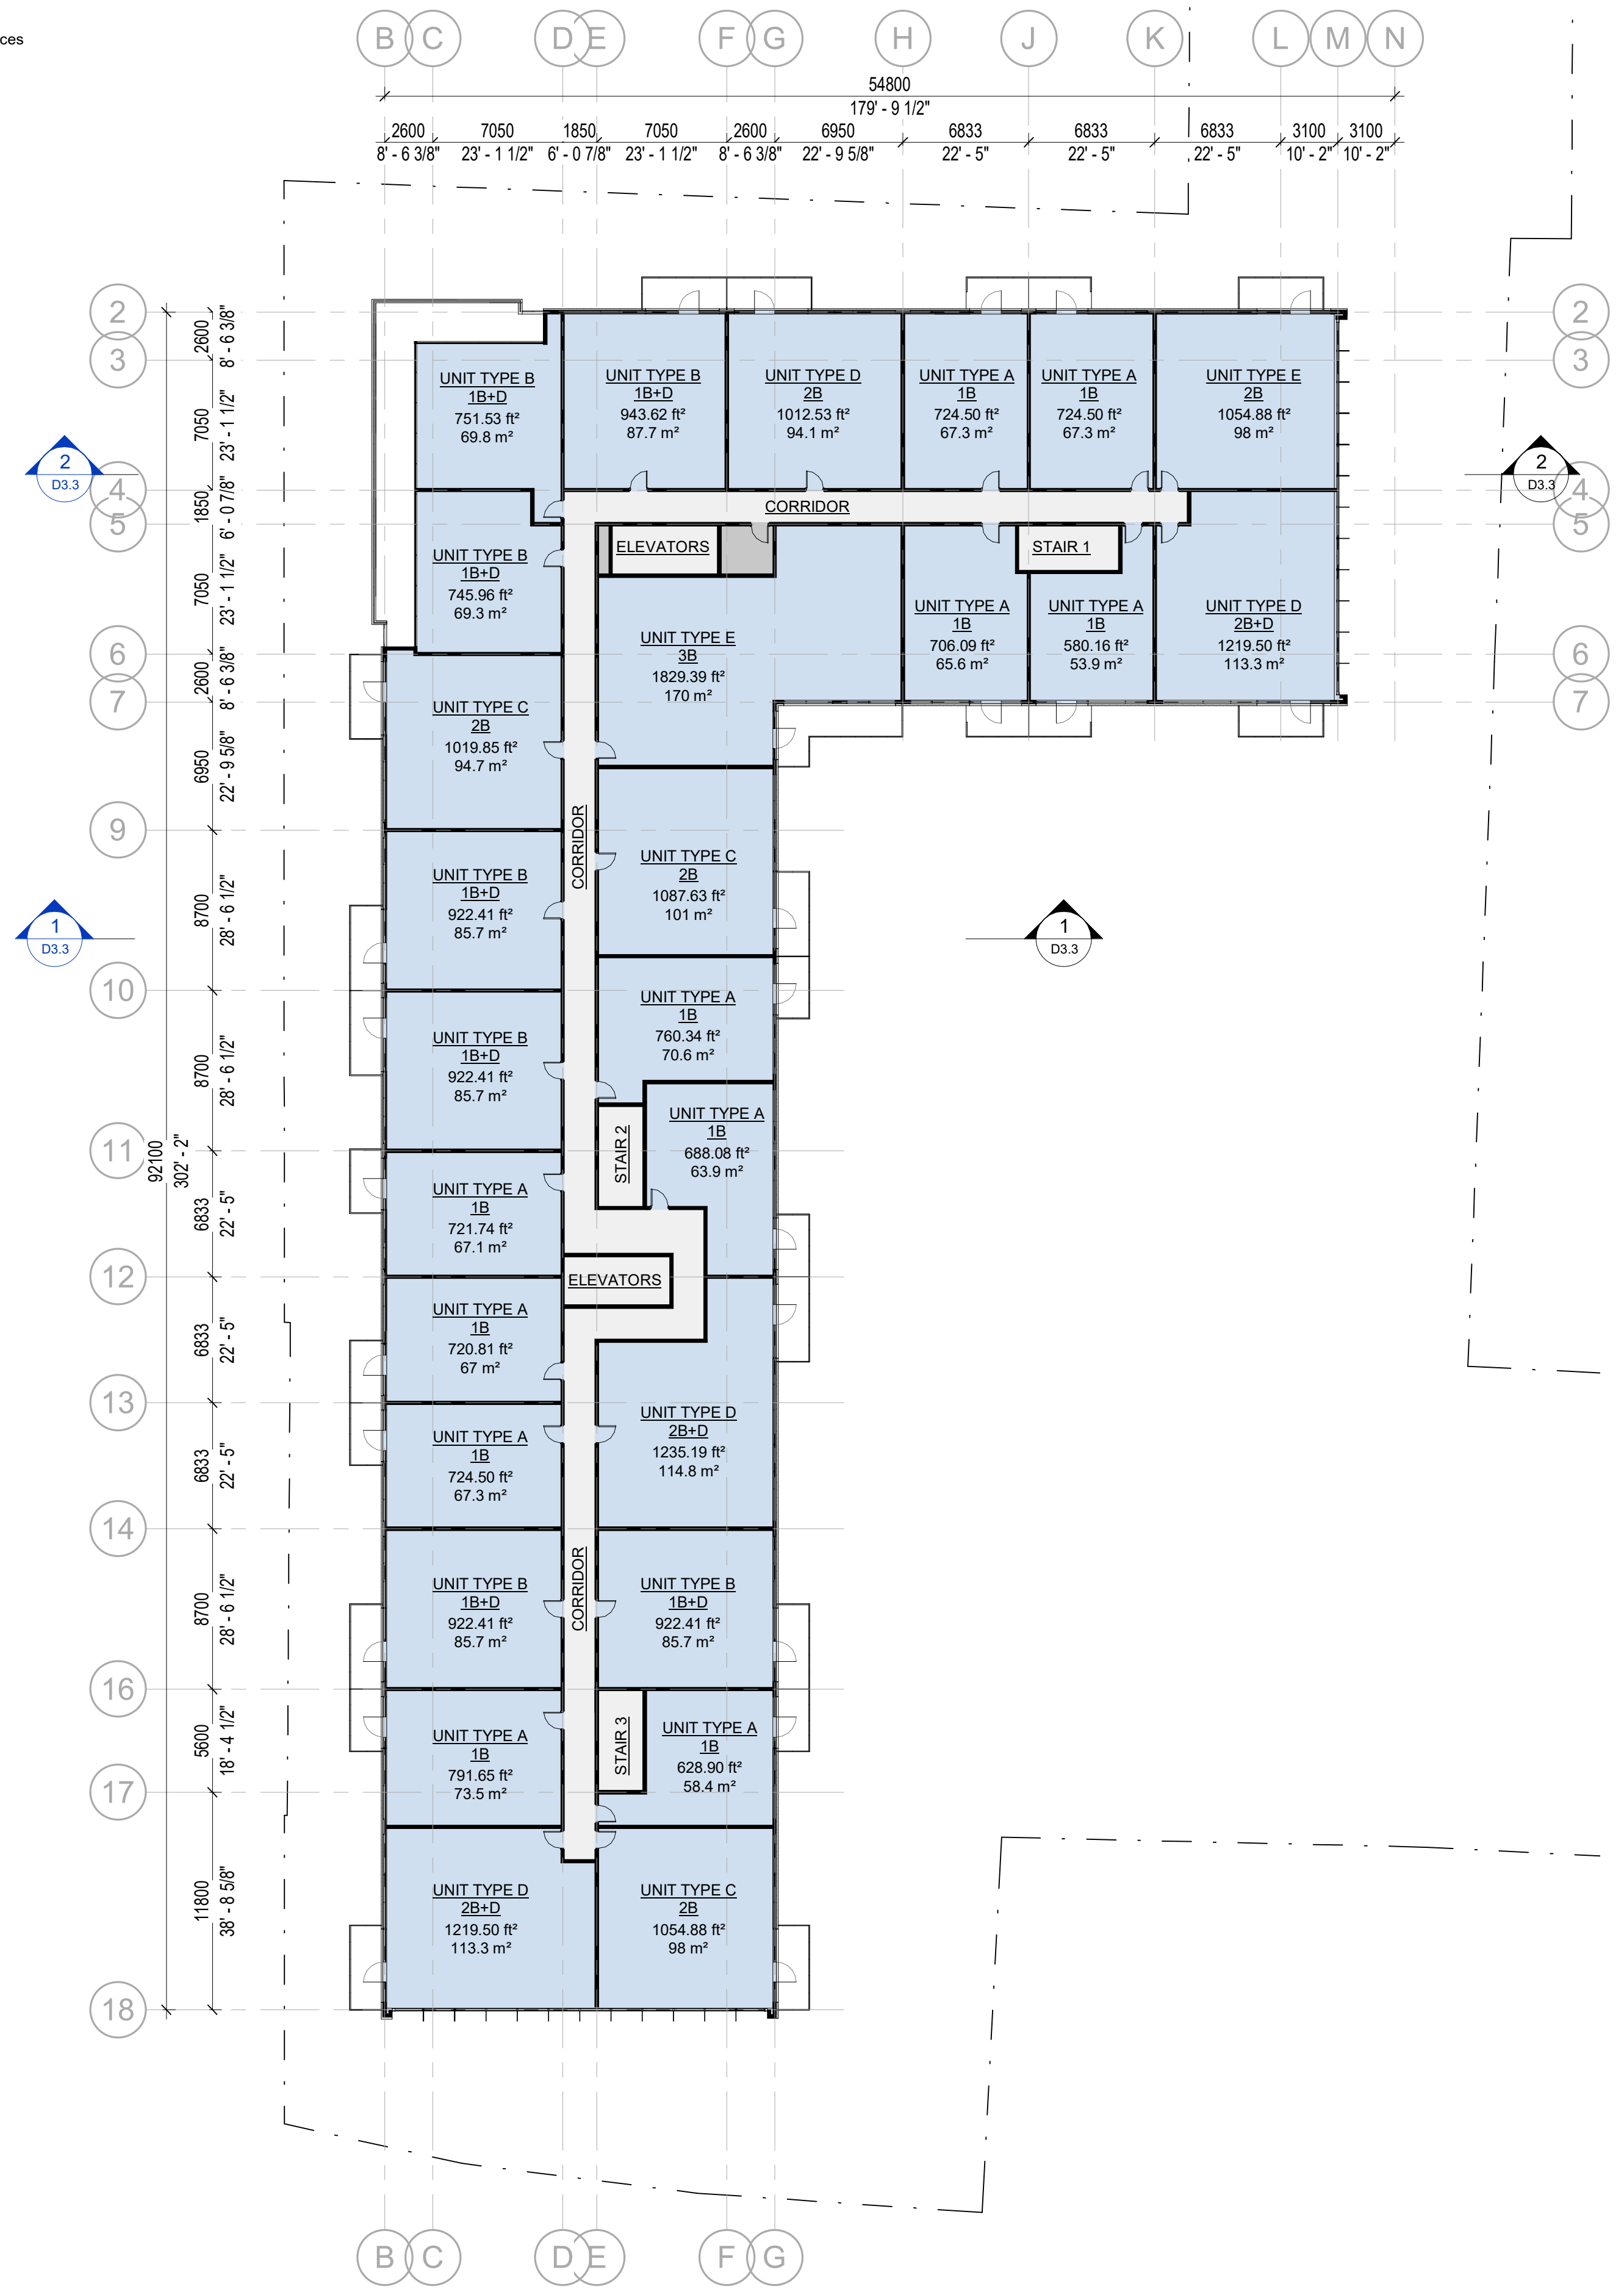 ces
B
C
D
E
F
G
H
J
K
L
M
N
54800
179' - 9 1/2"
2600
7050
1850
7050
2600
6950
6833
6833
6833
3100
3100
8' - 6 3/8"
23' - 1 1/2"
6' - 0 7/8"
23' - 1 1/2"
8' - 6 3/8"
22' - 9 5/8"
22' - 5"
22' - 5"
22' - 5"
10' - 2"
10' - 2"
2
3
4
5
6
7
9
10
11
12
13
14
16
17
18
92100
302' - 2"
2600
8' - 6 3/8"
7050
23' - 1 1/2"
1850
6' - 0 7/8"
7050
23' - 1 1/2"
2600
8' - 6 3/8"
6950
22' - 9 5/8"
8700
28' - 6 1/2"
8700
28' - 6 1/2"
6833
22' - 5"
6833
22' - 5"
6833
22' - 5"
8700
28' - 6 1/2"
5600
18' - 4 1/2"
11800
38' - 8 5/8"
2
3
4
5
6
7
2
D3.3
2
D3.3
1
D3.3
1
D3.3
UNIT TYPE B
1B+D
751.53 ft²
69.8 m²
UNIT TYPE B
1B+D
943.62 ft²
87.7 m²
UNIT TYPE D
2B
1012.53 ft²
94.1 m²
UNIT TYPE A
1B
724.50 ft²
67.3 m²
UNIT TYPE A
1B
724.50 ft²
67.3 m²
UNIT TYPE E
2B
1054.88 ft²
98 m²
CORRIDOR
ELEVATORS
STAIR 1
UNIT TYPE B
1B+D
745.96 ft²
69.3 m²
UNIT TYPE E
3B
1829.39 ft²
170 m²
UNIT TYPE A
1B
706.09 ft²
65.6 m²
UNIT TYPE A
1B
580.16 ft²
53.9 m²
UNIT TYPE D
2B+D
1219.50 ft²
113.3 m²
UNIT TYPE C
2B
1019.85 ft²
94.7 m²
CORRIDOR
UNIT TYPE C
2B
1087.63 ft²
101 m²
UNIT TYPE B
1B+D
922.41 ft²
85.7 m²
UNIT TYPE A
1B
760.34 ft²
70.6 m²
UNIT TYPE B
1B+D
922.41 ft²
85.7 m²
STAIR 2
UNIT TYPE A
1B
688.08 ft²
63.9 m²
UNIT TYPE A
1B
721.74 ft²
67.1 m²
ELEVATORS
UNIT TYPE A
1B
720.81 ft²
67 m²
UNIT TYPE A
1B
724.50 ft²
67.3 m²
UNIT TYPE D
2B+D
1235.19 ft²
114.8 m²
CORRIDOR
UNIT TYPE B
1B+D
922.41 ft²
85.7 m²
UNIT TYPE B
1B+D
922.41 ft²
85.7 m²
UNIT TYPE A
1B
791.65 ft²
73.5 m²
STAIR 3
UNIT TYPE A
1B
628.90 ft²
58.4 m²
UNIT TYPE D
2B+D
1219.50 ft²
113.3 m²
UNIT TYPE C
2B
1054.88 ft²
98 m²
B
C
D
E
F
G